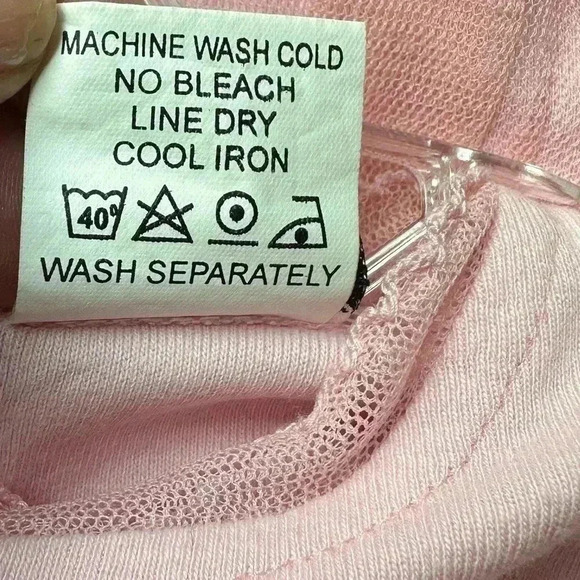 MACHINE WASH COLD
NO BLEACH
LINE DRY
COOL IRON
40°
WASH SEPARATELY